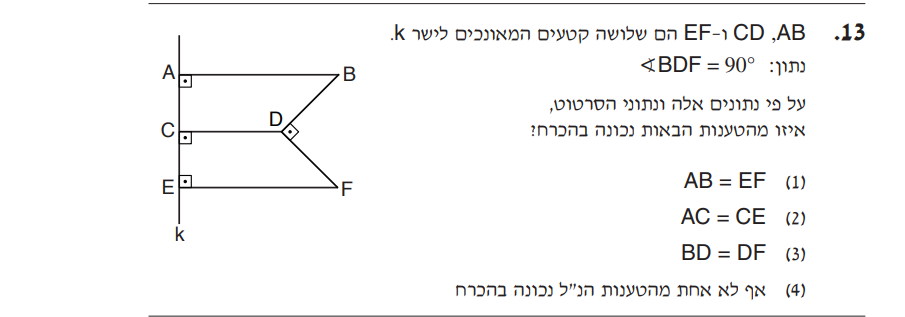 13. AB, CD ו-EF הם שלושה קטעים המאונכים לישר k.
נתון: ∢BDF = 90°
על פי נתונים אלה ונתוני הסרטוט,
איזו מהטענות הבאות נכונה בהכרח?
(1) AB = EF
(2) AC = CE
(3) BD = DF
(4) אף לא אחת מהטענות הנ"ל נכונה בהכרח
A B
D
C
E F
k